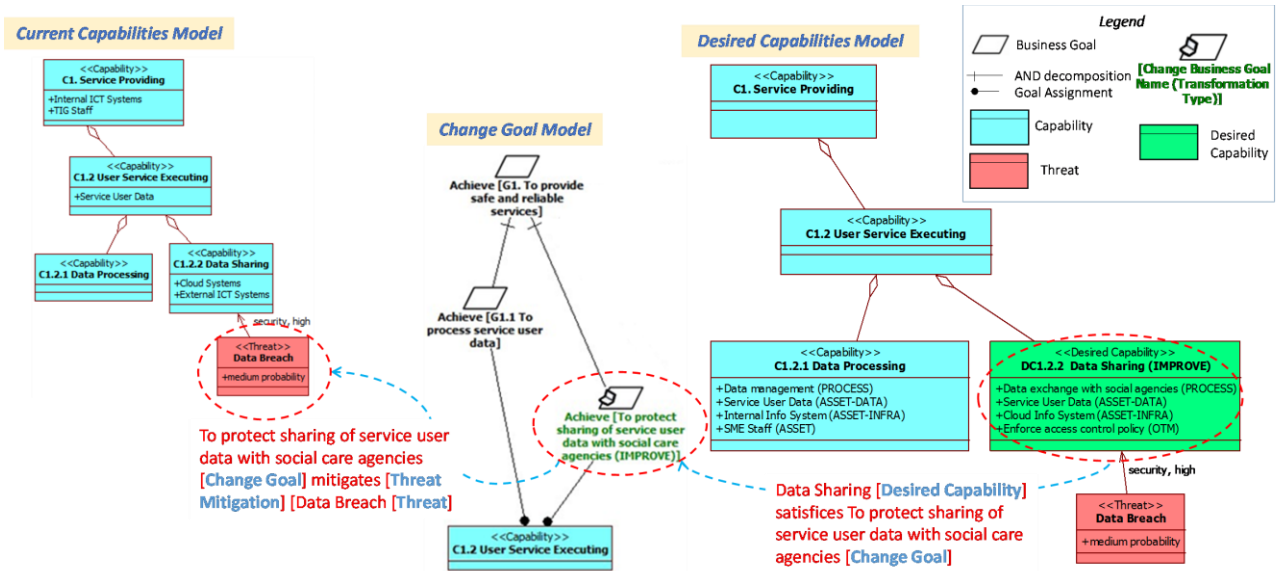 Current Capabilities Model
<<Capability>>
C1. Service Providing
+Internal ICT Systems
+TIG Staff
<<Capability>>
C1.2 User Service Executing
+Service User Data
<<Capability>>
C1.2.1 Data Processing
<<Capability>>
C1.2.2 Data Sharing
+Cloud Systems
+External ICT Systems
security, high
<<Threat>>
Data Breach
+medium probability
To protect sharing of service user
data with social care agencies
[Change Goal] mitigates [Threat
Mitigation] [Data Breach [Threat]
Change Goal Model
Achieve [G1. To provide
safe and reliable
services]
Achieve [G1.1 To
process service user
data]
Achieve [To protect
sharing of service user
data with social care
agencies (IMPROVE)]
<<Capability>>
C1.2 User Service Executing
Desired Capabilities Model
<<Capability>>
C1. Service Providing
<<Capability>>
C1.2 User Service Executing
<<Capability>>
C1.2.1 Data Processing
+Data management (PROCESS)
+Service User Data (ASSET-DATA)
+Internal Info System (ASSET-INFRA)
+SME Staff (ASSET)
<<Desired Capability>>
DC1.2.2 Data Sharing (IMPROVE)
+Data exchange with social agencies (PROCESS)
+Service User Data (ASSET-DATA)
+Cloud Info System (ASSET-INFRA)
+Enforce access control policy (OTM)
security, high
<<Threat>>
Data Breach
+medium probability
Data Sharing [Desired Capability]
satisfices To protect sharing of
service user data with social care
agencies [Change Goal]
Legend
Business Goal
AND decomposition
Goal Assignment
Capability
Threat
[Change Business Goal
Name (Transformation
Type)]
Desired
Capability